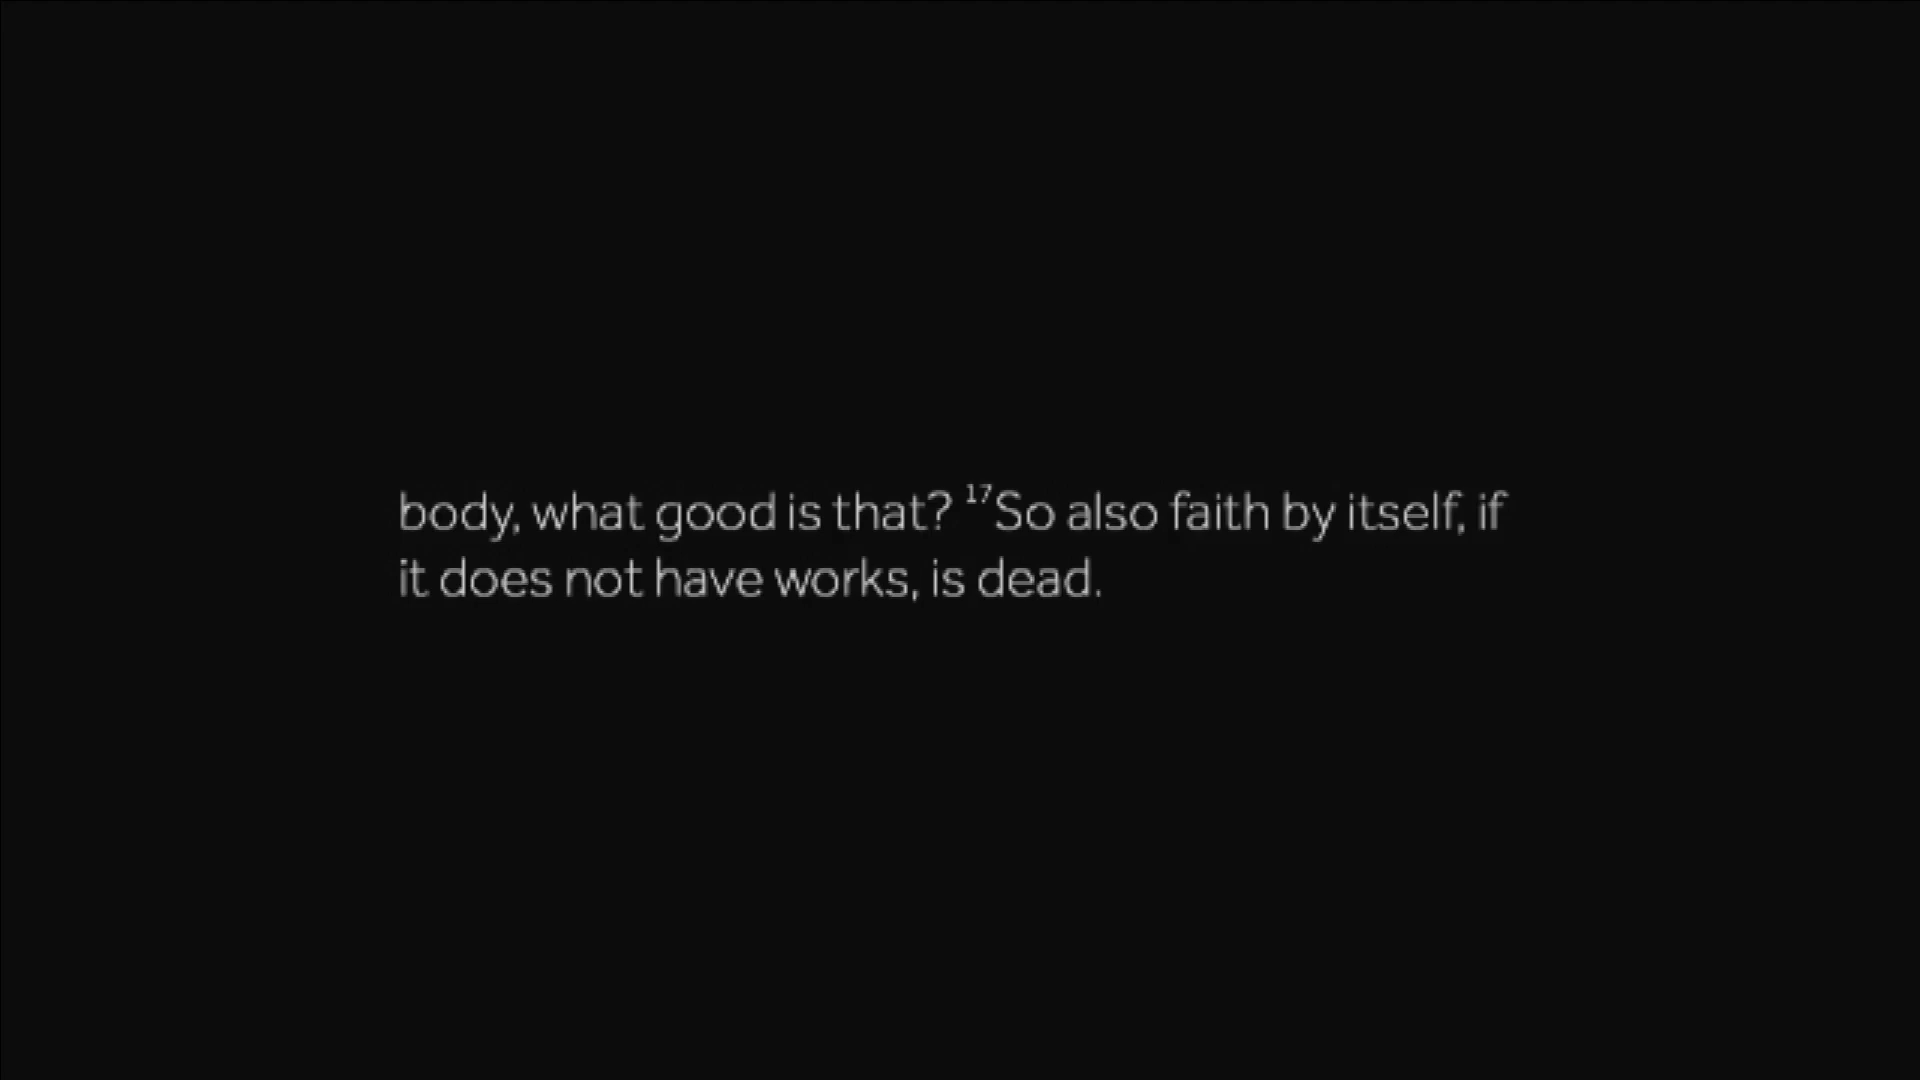 body, what good is that? ¹⁷So also faith by itself, if
it does not have works, is dead.